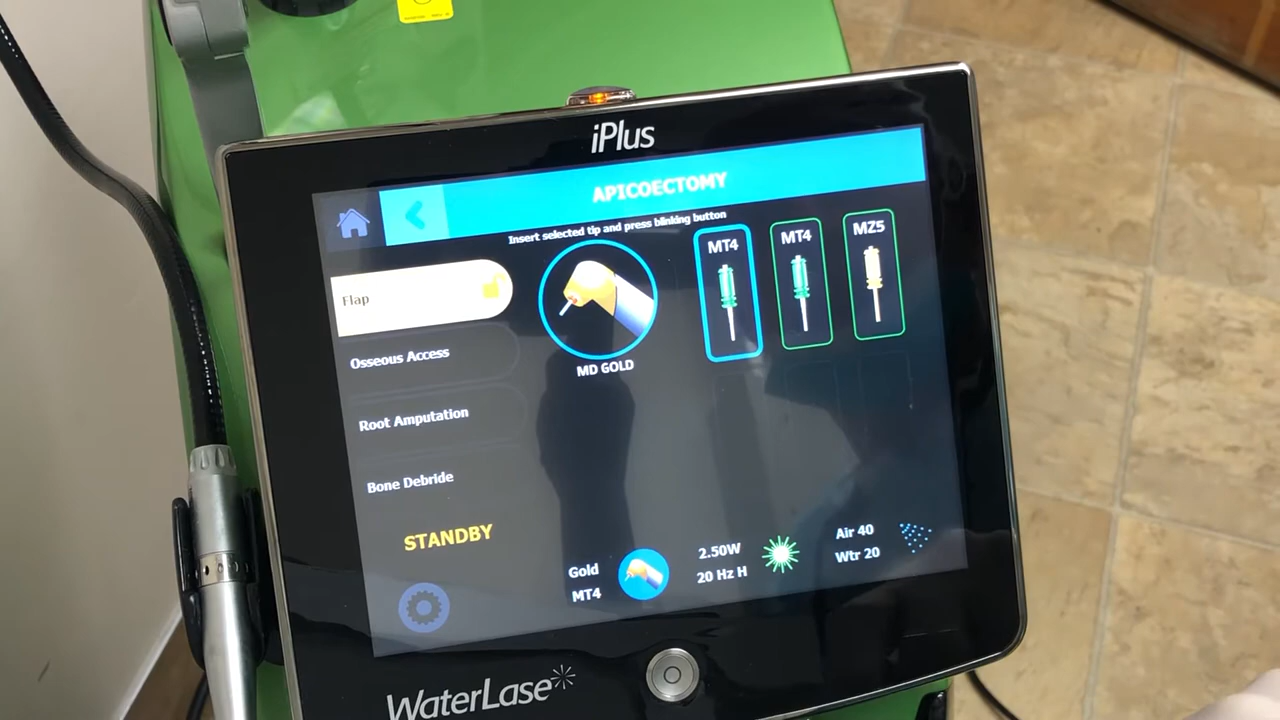 iPlus
APICOECTOMY
Insert selected tip and press blinking button
Flap
Osseous Access
Root Amputation
Bone Debride
MD GOLD
MT4
MT4
MZ5
STANDBY
Gold
MT4
2.50W
20 Hz H
Air 40
Wtr 20
WaterLase